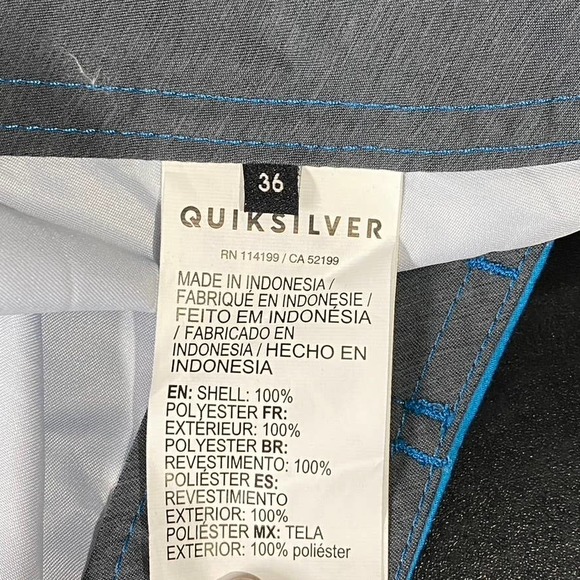 36
QUIKSILVER
RN 114199 / CA 52199
MADE IN INDONESIA /
FABRIQUÉ EN INDONESIE /
FEITO EM INDONÉSIA
/ FABRICADO EN
INDONESIA / HECHO EN
INDONESIA
EN: SHELL: 100%
POLYESTER FR:
EXTÉRIEUR: 100%
POLYESTER BR:
REVESTIMENTO: 100%
POLIÉSTER ES:
REVESTIMIENTO
EXTERIOR: 100%
POLIÉSTER MX: TELA
EXTERIOR: 100% poliéster